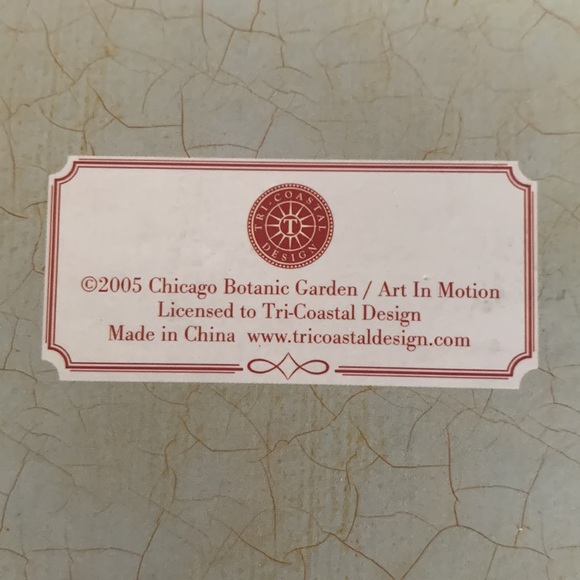 TRI-COASTAL
T
DESIGN
©2005 Chicago Botanic Garden / Art In Motion
Licensed to Tri-Coastal Design
Made in China www.tricoastaldesign.com